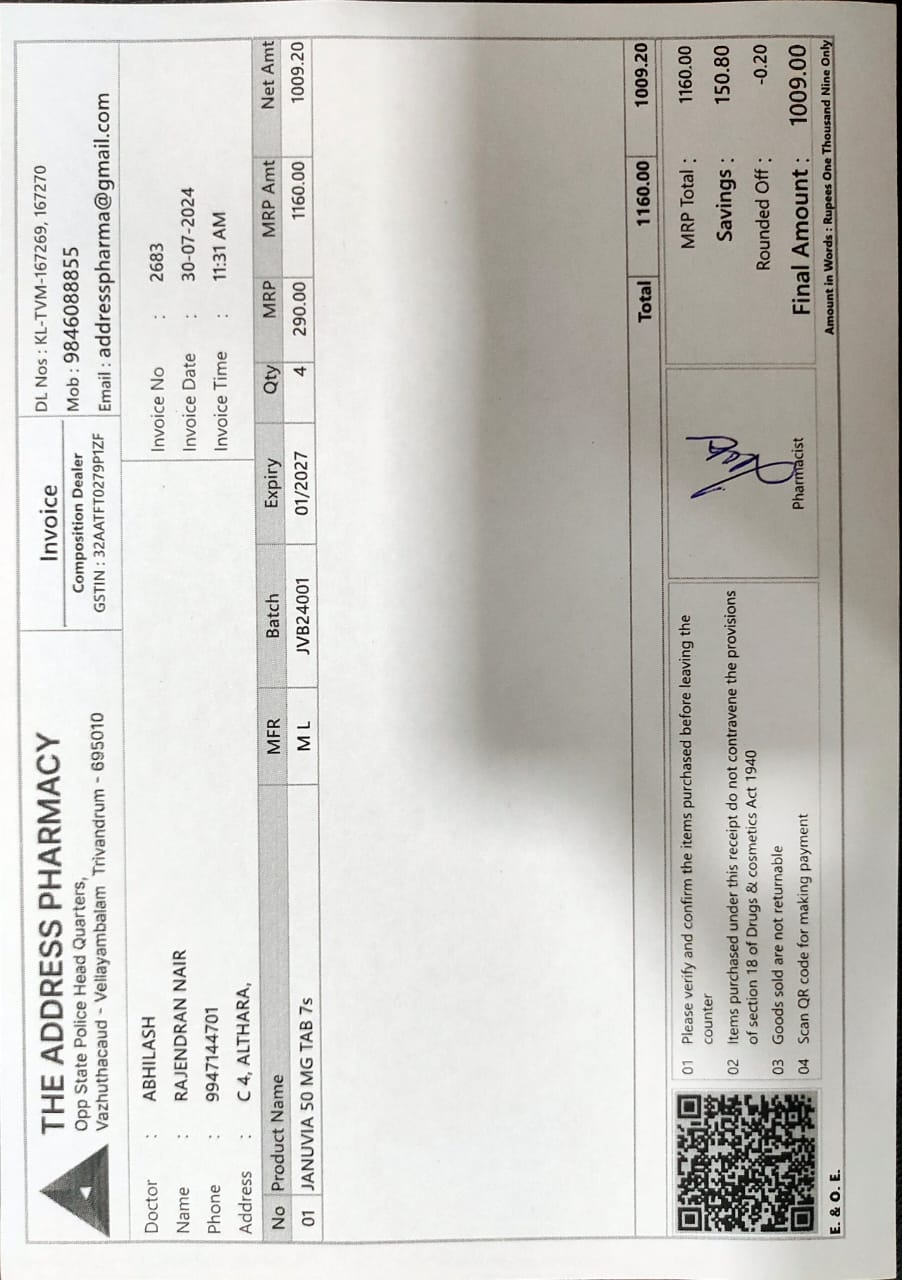 THE ADDRESS PHARMACY
Opp State Police Head Quarters,
Vazhuthacaud - Vellayambalam Trivandrum - 695010
Invoice
Composition Dealer
GSTIN : 32AATFT0279P1ZF
DL Nos : KL-TVM-167269, 167270
Mob : 9846088855
Email : addresspharma@gmail.com
Doctor : ABHILASH
Name : RAJENDRAN NAIR
Phone : 9947144701
Address : C 4, ALTHARA,
Invoice No : 2683
Invoice Date : 30-07-2024
Invoice Time : 11:31 AM
No Product Name MFR Batch Expiry Qty MRP MRP Amt Net Amt
01 JANUVIA 50 MG TAB 7s M L JVB24001 01/2027 4 290.00 1160.00 1009.20
Total 1160.00 1009.20
01 Please verify and confirm the items purchased before leaving the
counter
02 Items purchased under this receipt do not contravene the provisions
of section 18 of Drugs & cosmetics Act 1940
03 Goods sold are not returnable
04 Scan QR code for making payment
Pharmacist
MRP Total : 1160.00
Savings : 150.80
Rounded Off : -0.20
Final Amount : 1009.00
Amount in Words : Rupees One Thousand Nine Only
E. & O. E.